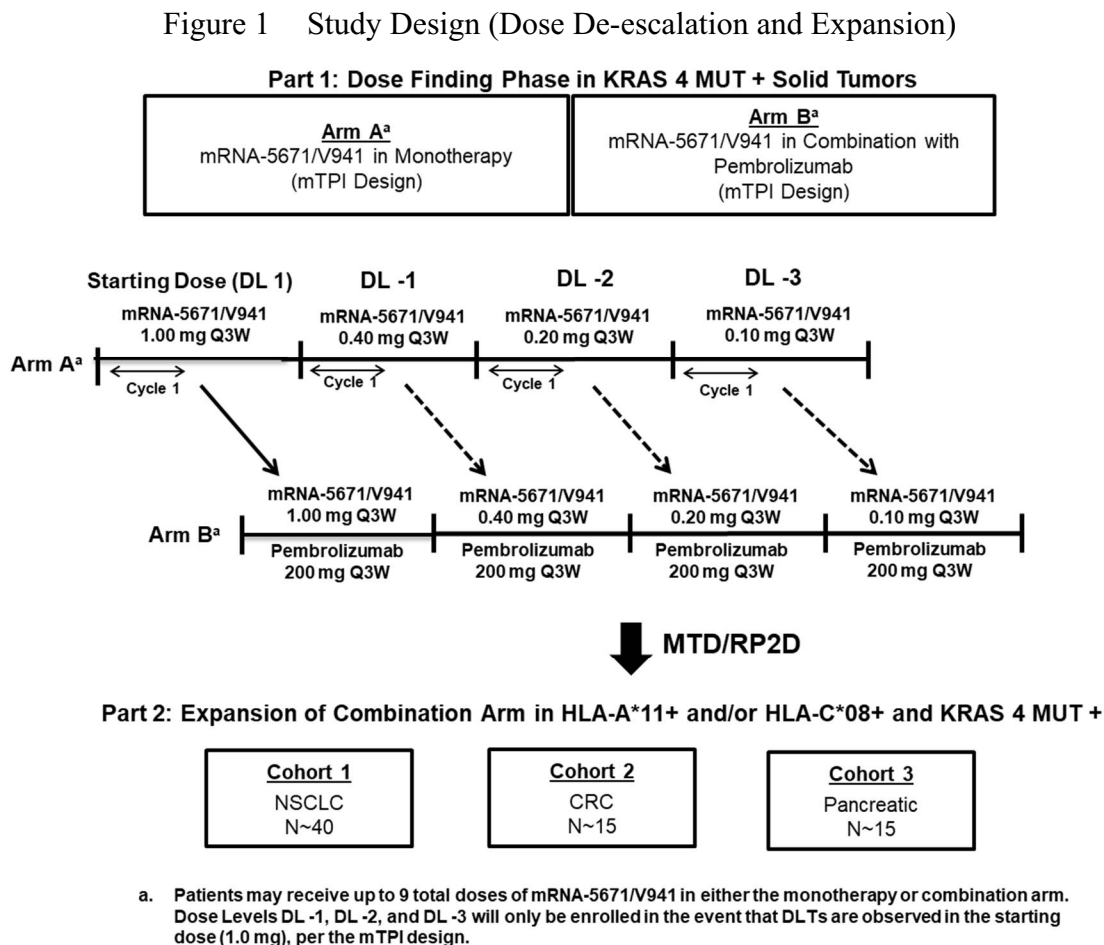 Figure 1 Study Design (Dose De-escalation and Expansion)
Part 1: Dose Finding Phase in KRAS 4 MUT + Solid Tumors
Arm Aᵃ
mRNA-5671/V941 in Monotherapy
(mTPI Design)
Arm Bᵃ
mRNA-5671/V941 in Combination with
Pembrolizumab
(mTPI Design)
Starting Dose (DL 1)
DL -1
DL -2
DL -3
mRNA-5671/V941
1.00 mg Q3W
mRNA-5671/V941
0.40 mg Q3W
mRNA-5671/V941
0.20 mg Q3W
mRNA-5671/V941
0.10 mg Q3W
Arm Aᵃ
Cycle 1
Cycle 1
Cycle 1
Cycle 1
mRNA-5671/V941
1.00 mg Q3W
mRNA-5671/V941
0.40 mg Q3W
mRNA-5671/V941
0.20 mg Q3W
mRNA-5671/V941
0.10 mg Q3W
Arm Bᵃ
Pembrolizumab
200 mg Q3W
Pembrolizumab
200 mg Q3W
Pembrolizumab
200 mg Q3W
Pembrolizumab
200 mg Q3W
MTD/RP2D
Part 2: Expansion of Combination Arm in HLA-A*11+ and/or HLA-C*08+ and KRAS 4 MUT +
Cohort 1
NSCLC
N~40
Cohort 2
CRC
N~15
Cohort 3
Pancreatic
N~15
a. Patients may receive up to 9 total doses of mRNA-5671/V941 in either the monotherapy or combination arm.
Dose Levels DL -1, DL -2, and DL -3 will only be enrolled in the event that DLTs are observed in the starting
dose (1.0 mg), per the mTPI design.